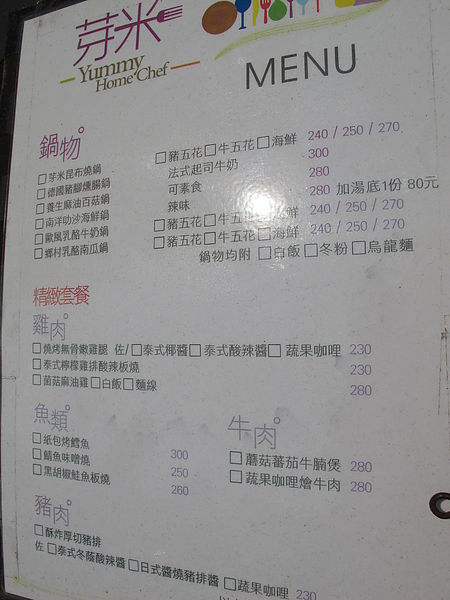 芽米
Yummy
Home Chef
MENU
鍋物
□芽米昆布燒鍋 □豬五花□牛五花□海鮮 240 / 250 / 270
□德國豬腳燻腸鍋 法式起司牛奶 300
□養生麻油百菇鍋 可素食 280
□南洋叻沙海鮮鍋 辣味 280 加湯底1份 80元
□歐風乳酪牛奶鍋 □豬五花□牛五花□海鮮 240 / 250 / 270
□鄉村乳酪南瓜鍋 □豬五花□牛五花□海鮮 240 / 250 / 270
鍋物均附 □白飯□冬粉□烏龍麵
精緻套餐
雞肉
□燒烤無骨嫩雞腿 佐/□泰式椰醬□泰式酸辣醬□ 蔬果咖哩 230
□泰式檸檬雞排酸辣板燒 230
□菌菇麻油雞□白飯□麵線 280
魚類
□紙包烤鱈魚 300
□鯖魚味噌燒 250
□黑胡椒鮭魚板燒 260
牛肉
□蘑菇蕃茄牛腩煲 280
□蔬果咖哩燴牛肉 280
豬肉
□酥炸厚切豬排
佐 □泰式冬蔭酸辣醬□日式醬燒豬排醬□蔬果咖哩 230